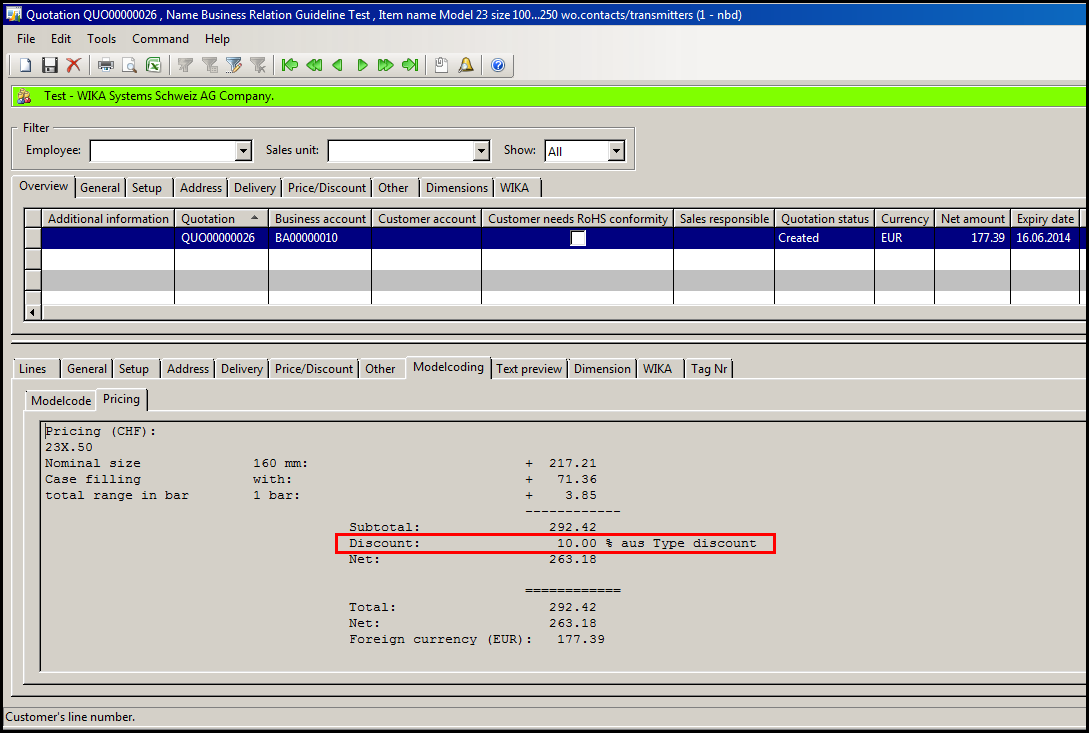 Quotation QUO00000026 , Name Business Relation Guideline Test , Item name Model 23 size 100...250 wo.contacts/transmitters (1 - nbd)
File Edit Tools Command Help
Test - WIKA Systems Schweiz AG Company.
Filter
Employee: Sales unit: Show: All
Overview General Setup Address Delivery Price/Discount Other Dimensions WIKA
Additional information Quotation Business account Customer account Customer needs RoHS conformity Sales responsible Quotation status Currency Net amount Expiry date
QUO00000026 BA00000010 Created EUR 177.39 16.06.2014
Lines General Setup Address Delivery Price/Discount Other Modelcoding Text preview Dimension WIKA Tag Nr
Modelcode Pricing
Pricing (CHF):
23X.50
Nominal size 160 mm: + 217.21
Case filling with: + 71.36
total range in bar 1 bar: + 3.85
------------
Subtotal: 292.42
Discount: 10.00 % aus Type discount
Net: 263.18
============
Total: 292.42
Net: 263.18
Foreign currency (EUR): 177.39
Customer's line number.